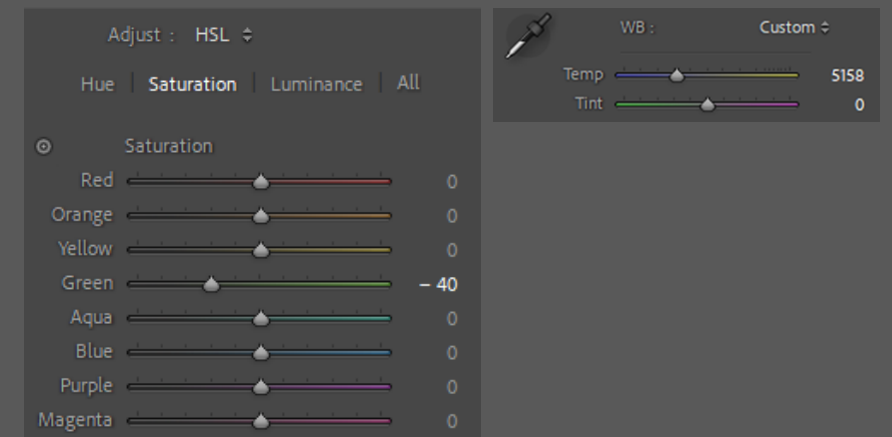 Adjust : HSL
Hue | Saturation | Luminance | All
Saturation
Red 0
Orange 0
Yellow 0
Green – 40
Aqua 0
Blue 0
Purple 0
Magenta 0
WB : Custom
Temp 5158
Tint 0